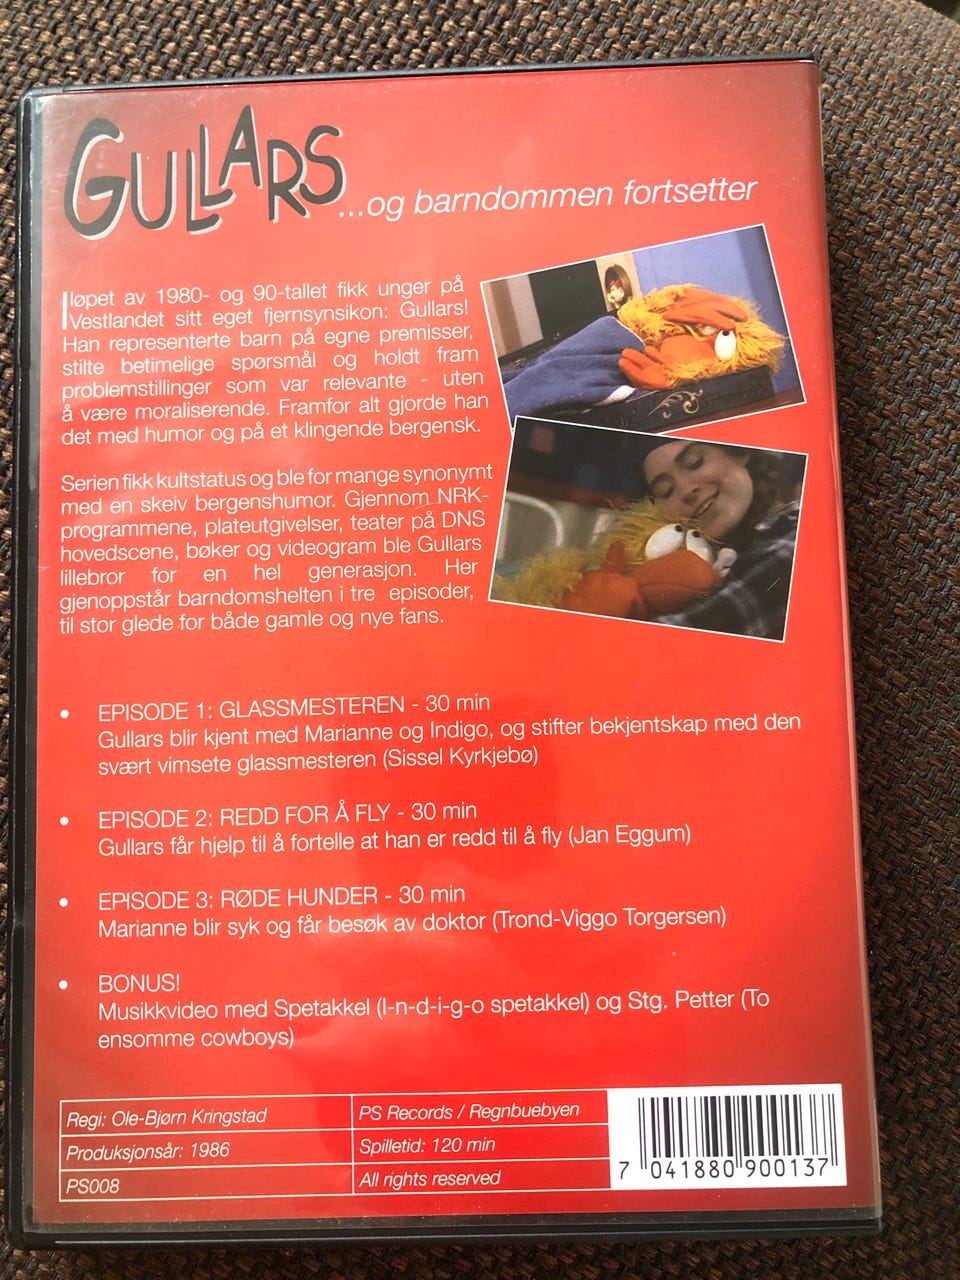 GULLARS
...og barndommen fortsetter
I løpet av 1980- og 90-tallet fikk unger på
Vestlandet sitt eget fjernsynsikon: Gullars!
Han representerte barn på egne premisser,
stilte betimelige spørsmål og holdt fram
problemstillinger som var relevante - uten
å være moraliserende. Framfor alt gjorde han
det med humor og på et klingende bergensk.
Serien fikk kultstatus og ble for mange synonymt
med en skeiv bergenshumor. Gjennom NRK-
programmene, plateutgivelser, teater på DNS
hovedscene, bøker og videogram ble Gullars
lillebror for en hel generasjon. Her
gjenoppstår barndomshelten i tre episoder,
til stor glede for både gamle og nye fans.
• EPISODE 1: GLASSMESTEREN - 30 min
Gullars blir kjent med Marianne og Indigo, og stifter bekjentskap med den
svært vimsete glassmesteren (Sissel Kyrkjebø)
• EPISODE 2: REDD FOR Å FLY - 30 min
Gullars får hjelp til å fortelle at han er redd til å fly (Jan Eggum)
• EPISODE 3: RØDE HUNDER - 30 min
Marianne blir syk og får besøk av doktor (Trond-Viggo Torgersen)
• BONUS!
Musikkvideo med Spetakkel (I-n-d-i-g-o spetakkel) og Stg. Petter (To
ensomme cowboys)
Regi: Ole-Bjørn Kringstad
Produksjonsår: 1986
PS008
PS Records / Regnbuebyen
Spilletid: 120 min
All rights reserved
7 041880 900137